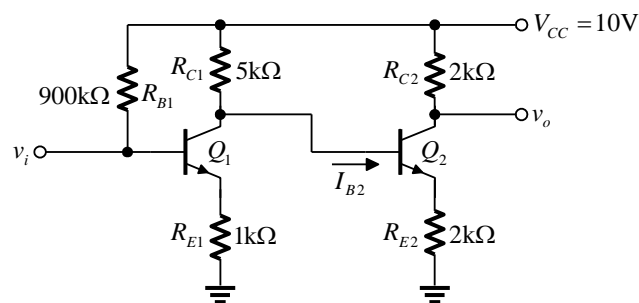 V_CC = 10V
R_C1 5kΩ
R_C2 2kΩ
900kΩ R_B1
v_o
v_i
Q_1
Q_2
I_B2
R_E1 1kΩ
R_E2 2kΩ